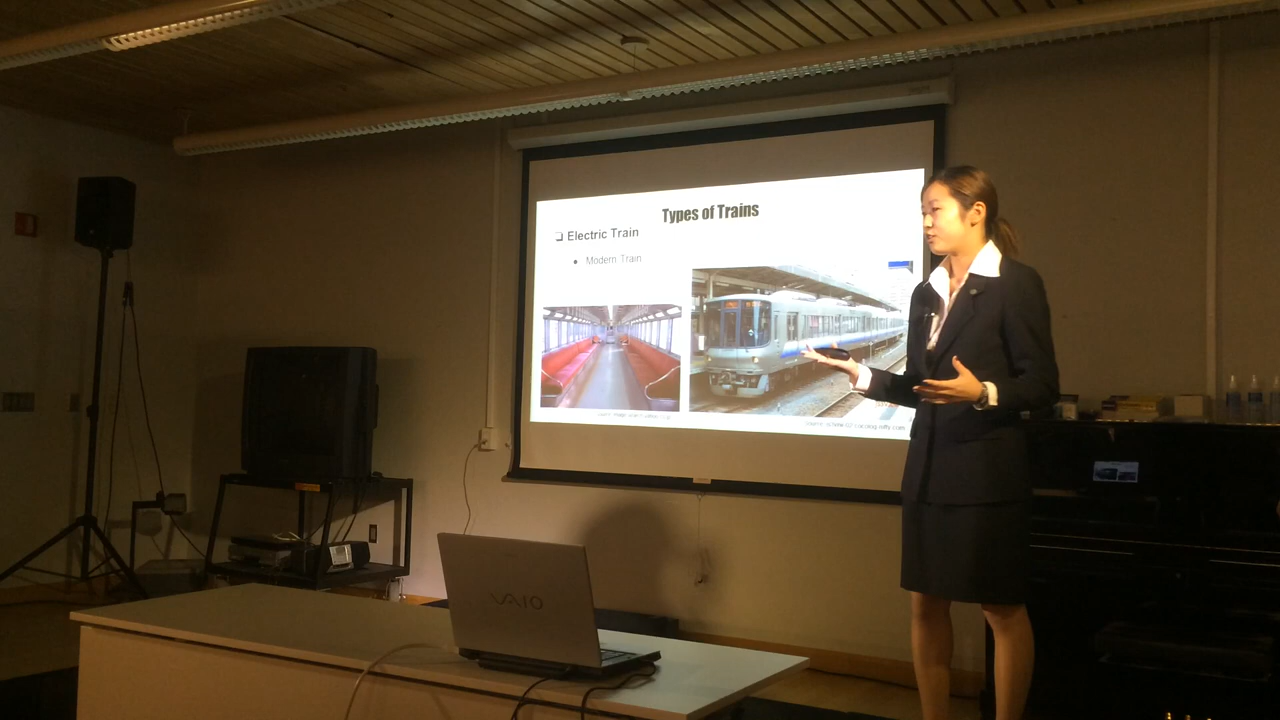 Types of Trains
❑ Electric Train
● Modern Train
VAIO